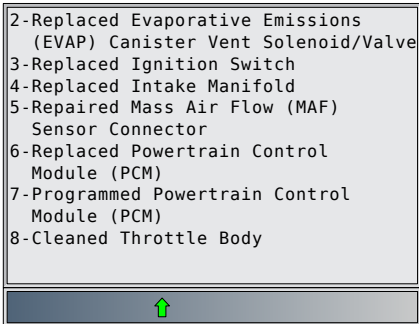 2-Replaced Evaporative Emissions
(EVAP) Canister Vent Solenoid/Valve
3-Replaced Ignition Switch
4-Replaced Intake Manifold
5-Repaired Mass Air Flow (MAF)
Sensor Connector
6-Replaced Powertrain Control
Module (PCM)
7-Programmed Powertrain Control
Module (PCM)
8-Cleaned Throttle Body